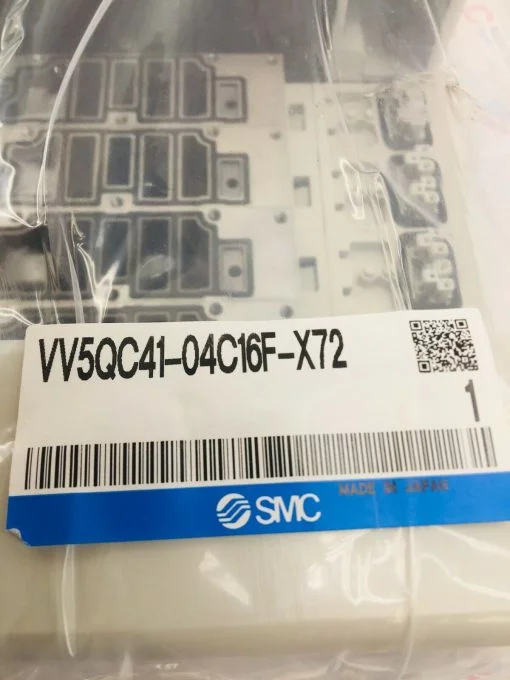 VV5QC41-04C16F-X72
1
MADE IN JAPAN
SMC